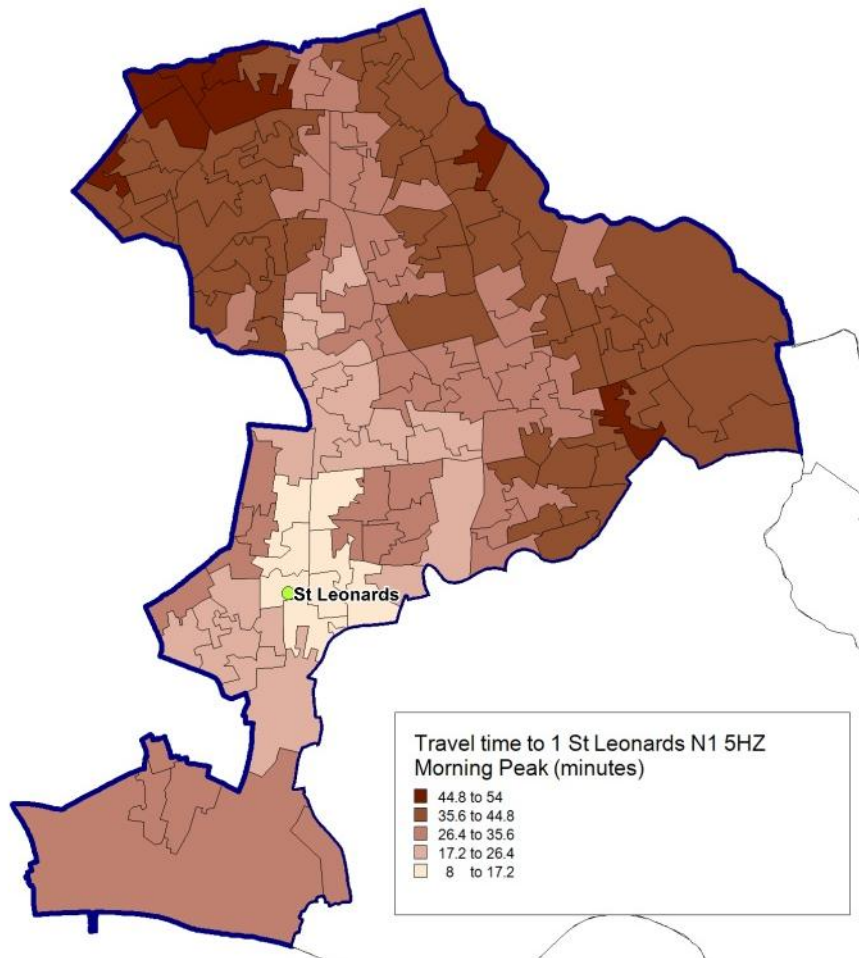 St Leonards
Travel time to 1 St Leonards N1 5HZ
Morning Peak (minutes)
44.8 to 54
35.6 to 44.8
26.4 to 35.6
17.2 to 26.4
8 to 17.2